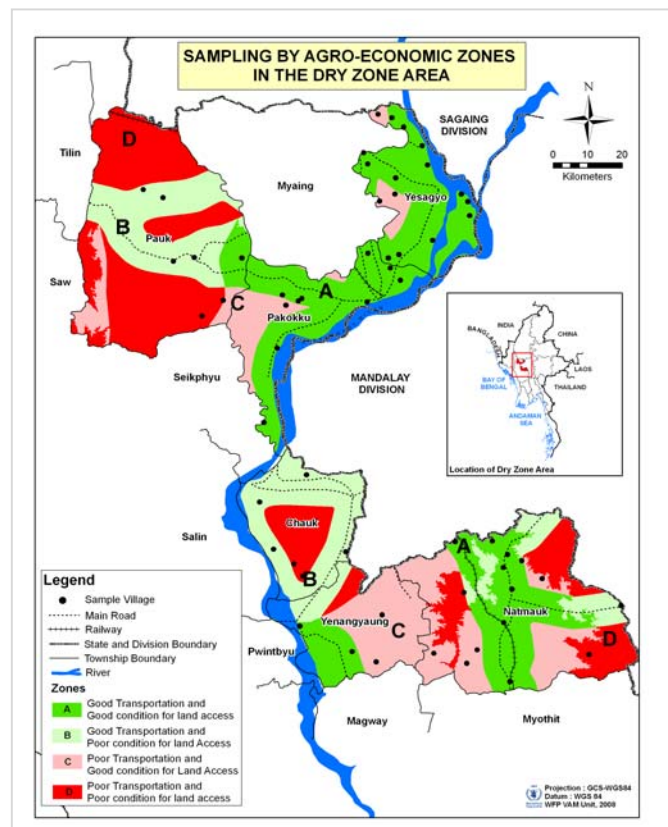 SAMPLING BY AGRO-ECONOMIC ZONES
IN THE DRY ZONE AREA
N
SAGAING
DIVISION
20 10 0 20
Kilometers
D
Tilin
Myaing
Yesagyo
B
Pauk
Saw
A
C
Pakokku
Seikphyu
MANDALAY
DIVISION
INDIA
CHINA
BANGLADESH
LAOS
BAY OF
BENGAL
THAILAND
ANDAMAN
SEA
Location of Dry Zone Area
Salin
Chauk
B
A
Natmauk
Yenangyaung
C
D
Pwintbyu
Magway
Myothit
Legend
Sample Village
Main Road
Railway
State and Division Boundary
Township Boundary
River
Zones
A Good Transportation and
Good condition for land access
B Good Transportation and
Poor condition for land Access
C Poor Transportation and
Good condition for Land Access
D Poor Transportation and
Poor condition for land access
Projection : GCS-WGS84
Datum : WGS 84
WFP VAM Unit, 2008